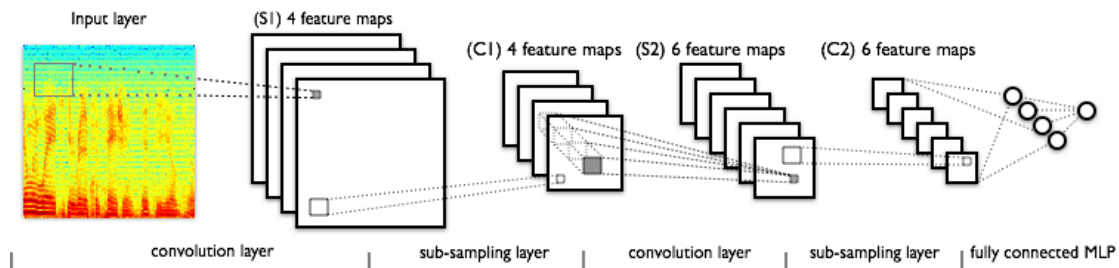 Input layer
(S1) 4 feature maps
(C1) 4 feature maps
(S2) 6 feature maps
(C2) 6 feature maps
convolution layer
sub-sampling layer
convolution layer
sub-sampling layer
fully connected MLP